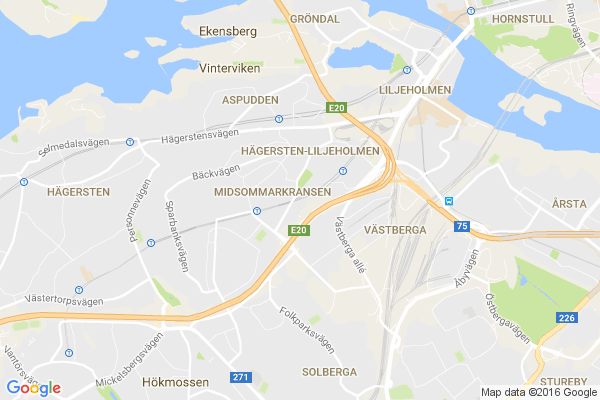 GRÖNDAL
HORNSTULL
Ringvägen
Ekensberg
Vinterviken
LILJEHOLMEN
ASPUDDEN
E20
Hägerstensvägen
Selmedalsvägen
HÄGERSTEN-LILJEHOLMEN
Bäckvägen
HÄGERSTEN
MIDSOMMARKRANSEN
Personnevägen
Sparbanksvägen
ÅRSTA
E20
Västberga allé
VÄSTBERGA
75
Åbyvägen
Västertorpsvägen
Folkparksvägen
Östbergavägen
226
Mickelsbergsvägen
SOLBERGA
271
Hökmossen
STUREBY
Google
Map data ©2016 Google